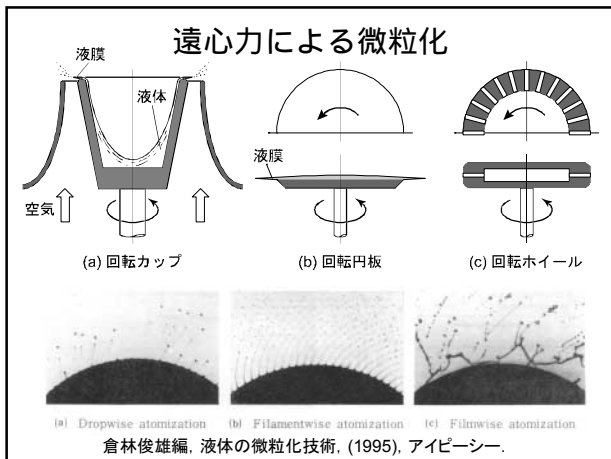 遠心力による微粒化
液膜
液体
空気
(a) 回転カップ
液膜
(b) 回転円板
(c) 回転ホイール
(a) Dropwise atomization
(b) Filamentwise atomization
(c) Filmwise atomization
倉林俊雄編, 液体の微粒化技術, (1995), アイピーシー.